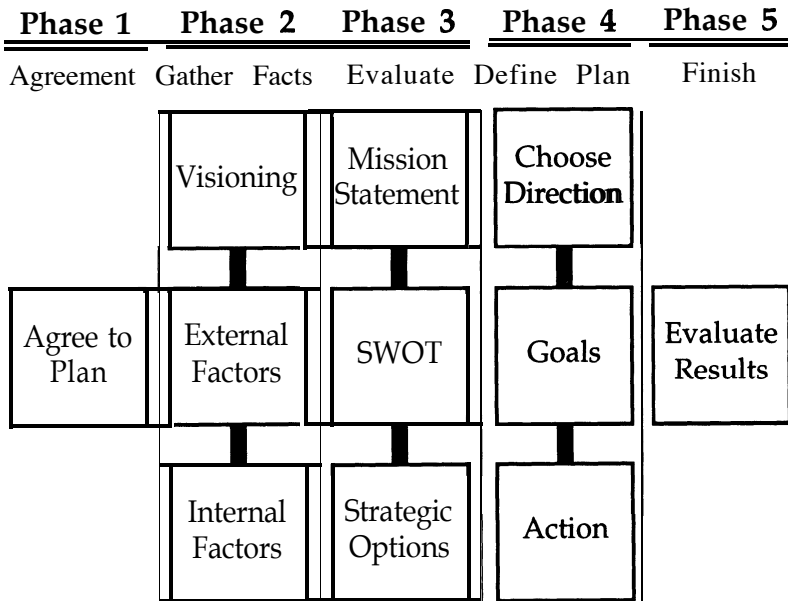 Phase 1 Phase 2 Phase 3 Phase 4 Phase 5
Agreement Gather Facts Evaluate Define Plan Finish
Visioning
Mission
Statement
Choose
Direction
Agree to
Plan
External
Factors
SWOT
Goals
Evaluate
Results
Internal
Factors
Strategic
Options
Action